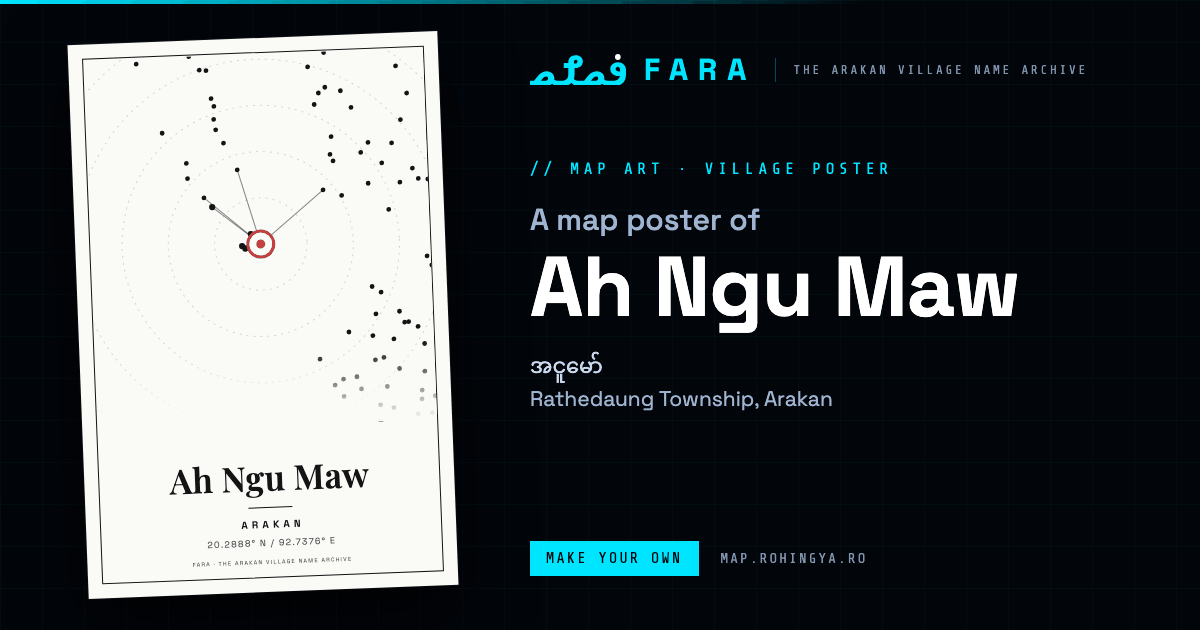 Ah Ngu Maw
ARAKAN
20.2888° N / 92.7376° E
FARA · THE ARAKAN VILLAGE NAME ARCHIVE
FARA
THE ARAKAN VILLAGE NAME ARCHIVE
// MAP ART · VILLAGE POSTER
A map poster of
Ah Ngu Maw
အငူမော်
Rathedaung Township, Arakan
MAKE YOUR OWN
MAP.ROHINGYA.RO